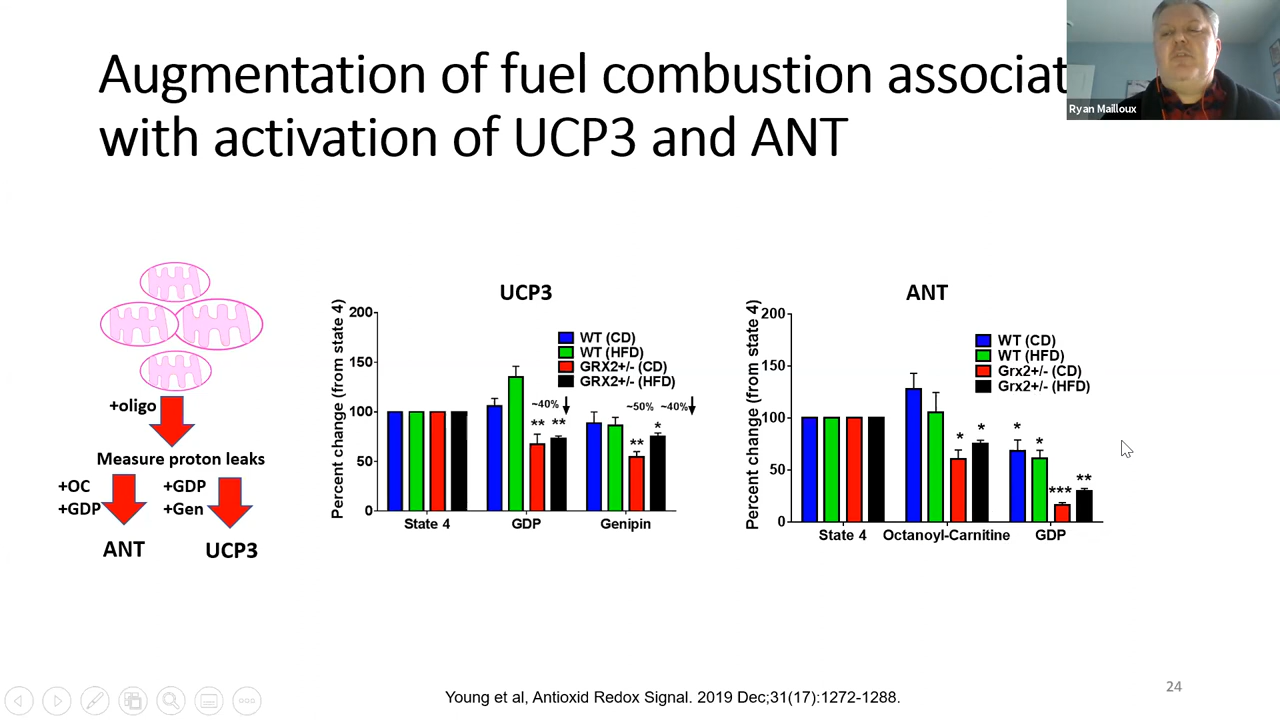 Augmentation of fuel combustion associat
with activation of UCP3 and ANT
Ryan Mailloux
+oligo
Measure proton leaks
+OC
+GDP
+GDP
+Gen
ANT
UCP3
UCP3
Percent change (from state 4)
200
150
100
50
0
WT (CD)
WT (HFD)
GRX2+/- (CD)
GRX2+/- (HFD)
~40%
** **
~50% ~40%
** *
State 4 GDP Genipin
ANT
Percent change (from state 4)
200
150
100
50
0
WT (CD)
WT (HFD)
Grx2+/- (CD)
Grx2+/- (HFD)
* *
* * *** **
State 4 Octanoyl-Carnitine GDP
Young et al, Antioxid Redox Signal. 2019 Dec;31(17):1272-1288.
24